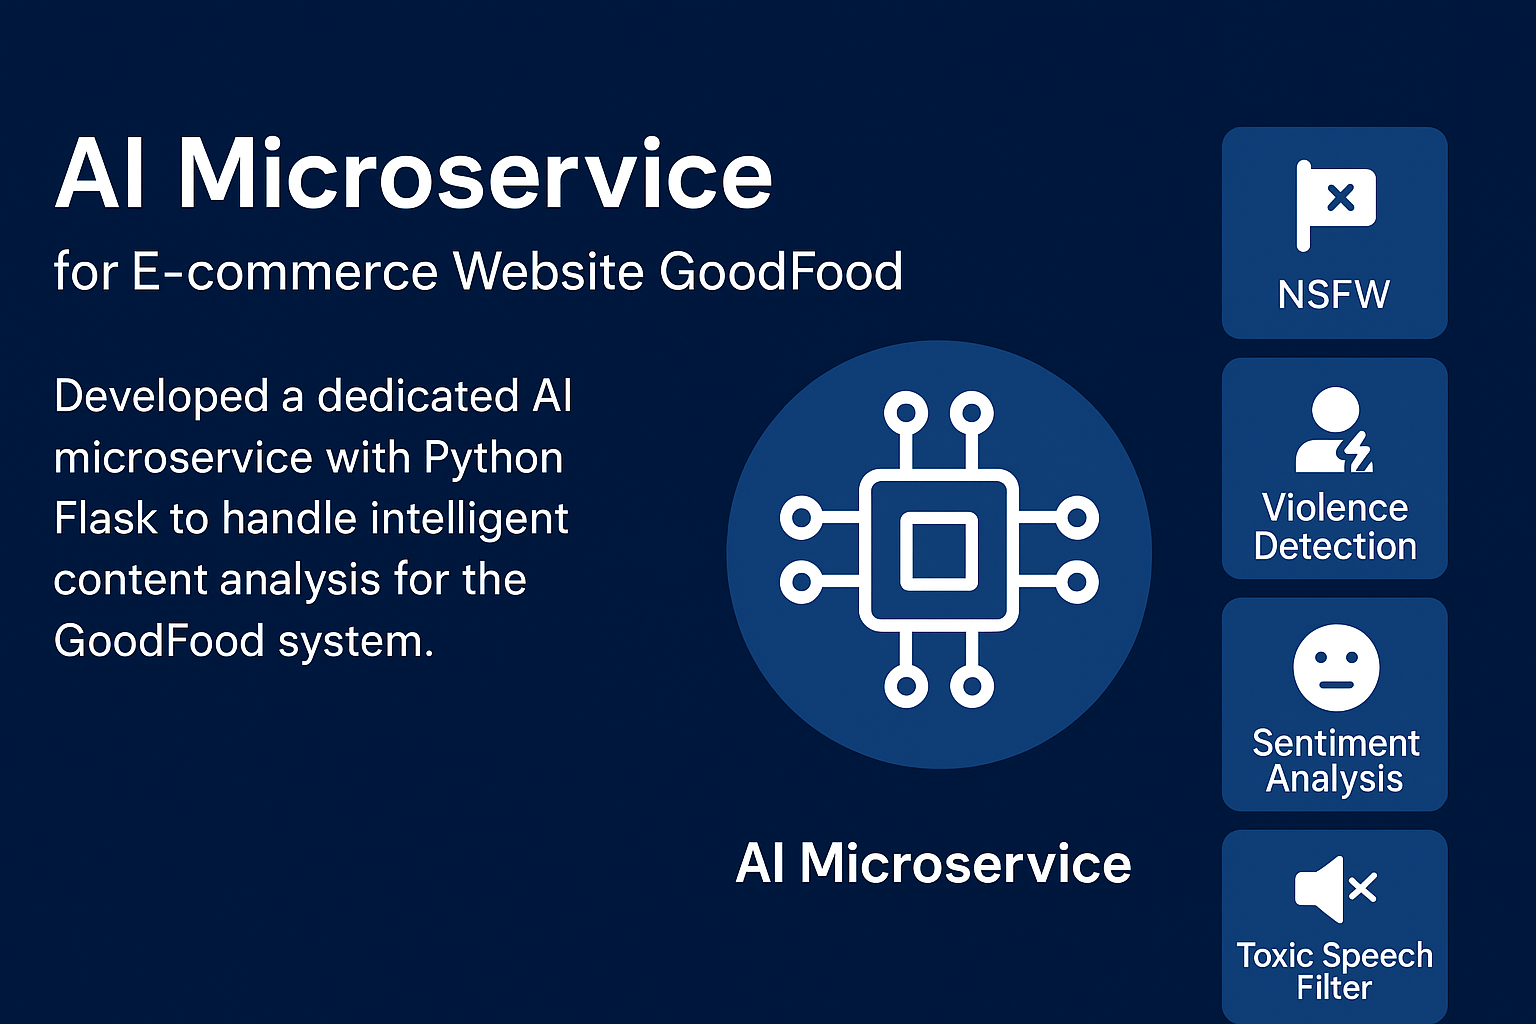 AI Microservice
for E-commerce Website GoodFood
Developed a dedicated AI
microservice with Python
Flask to handle intelligent
content analysis for the
GoodFood system.
AI Microservice
NSFW
Violence
Detection
Sentiment
Analysis
Toxic Speech
Filter